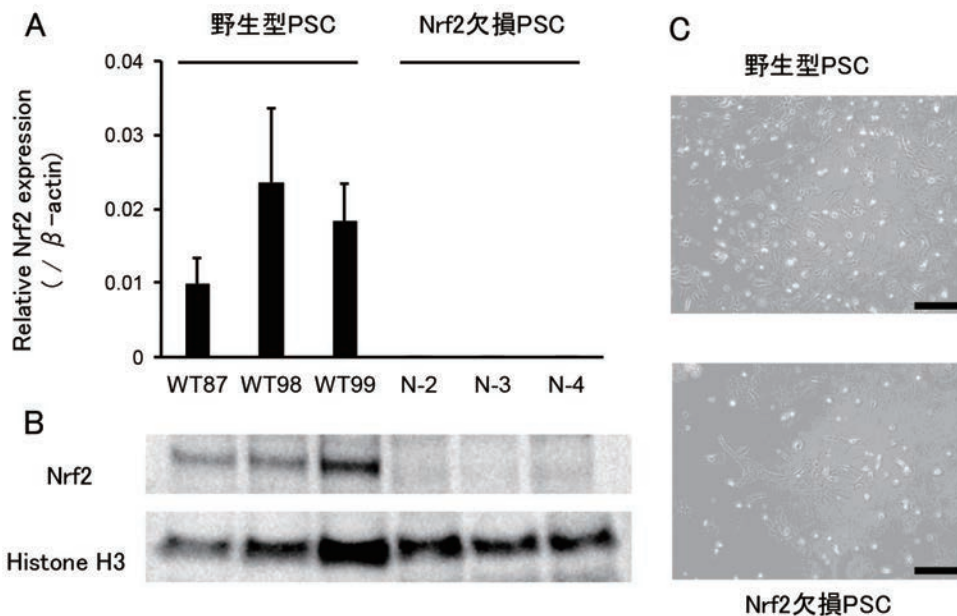 A
野生型PSC
Nrf2欠損PSC
Relative Nrf2 expression
( / β-actin)
0.04
0.03
0.02
0.01
0
WT87 WT98 WT99 N-2 N-3 N-4
B
Nrf2
Histone H3
C
野生型PSC
Nrf2欠損PSC